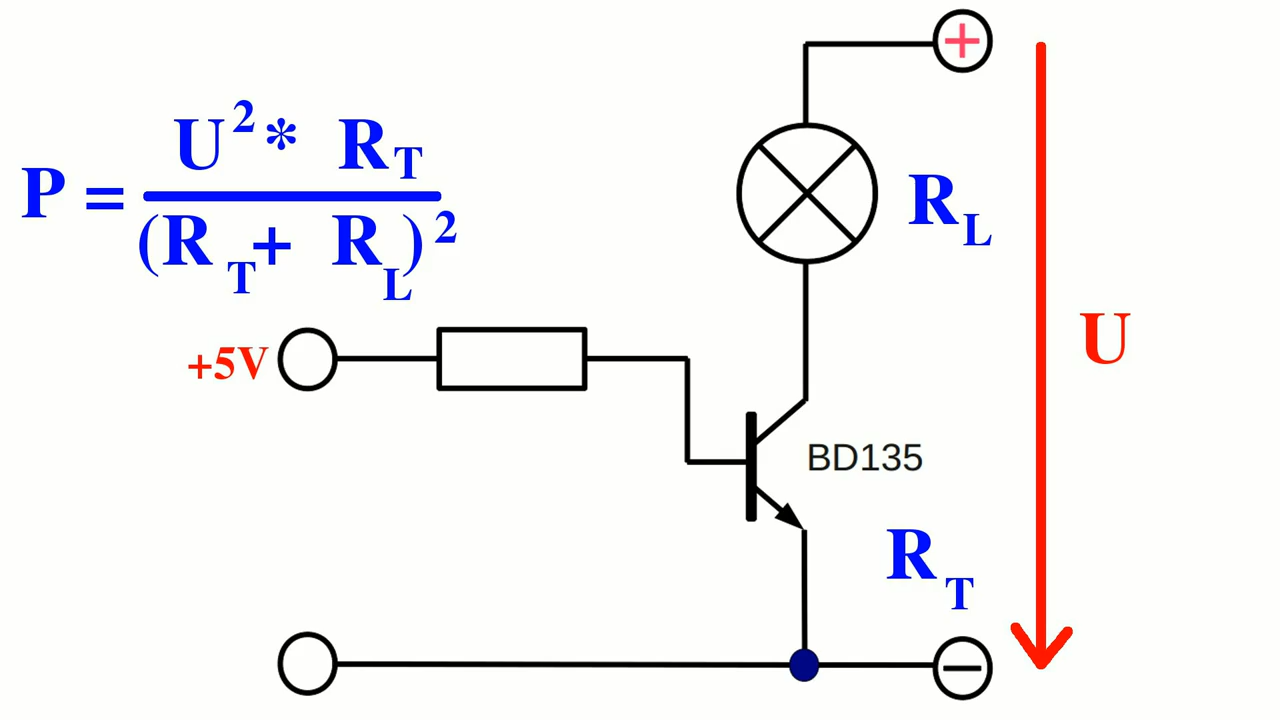 +
U² * R_T
P = ──────
(R_T + R_L)²
R_L
U
+5V
BD135
R_T
−